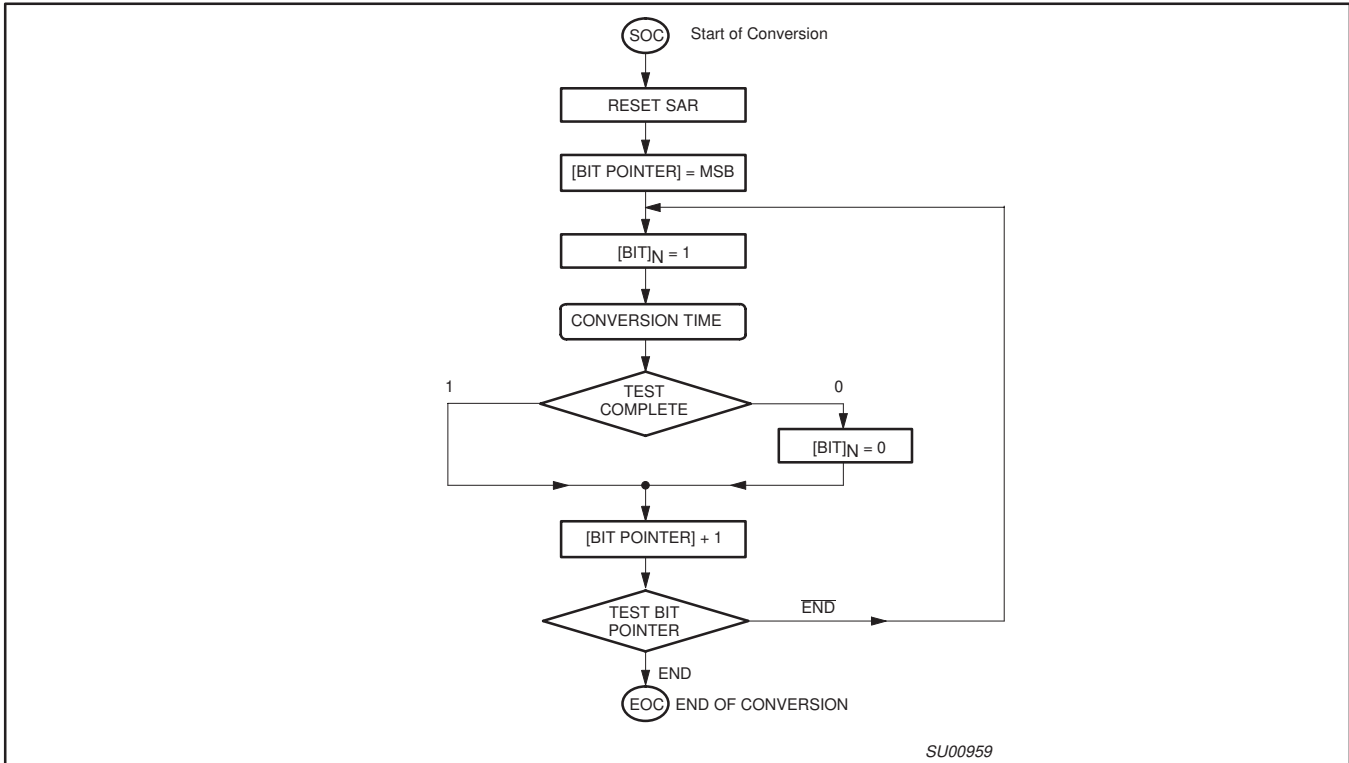 SOC Start of Conversion
RESET SAR
[BIT POINTER] = MSB
[BIT]N = 1
CONVERSION TIME
1
TEST
COMPLETE
0
[BIT]N = 0
[BIT POINTER] + 1
TEST BIT
POINTER
END
END
EOC END OF CONVERSION
SU00959